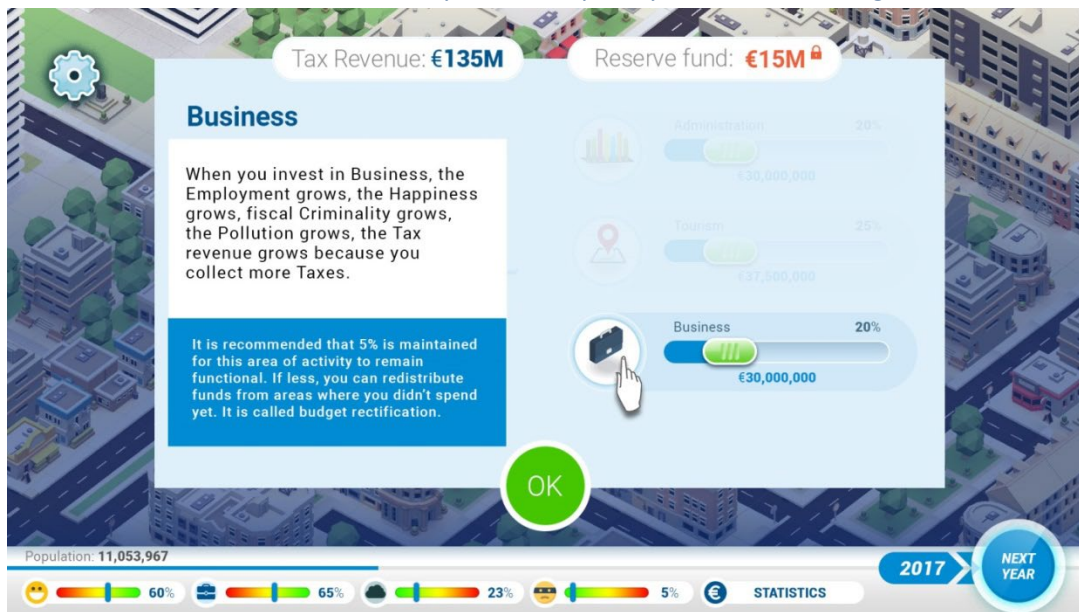 Tax Revenue: €135M
Reserve fund: €15M
Business
When you invest in Business, the
Employment grows, the Happiness
grows, fiscal Criminality grows,
the Pollution grows, the Tax
revenue grows because you
collect more Taxes.
It is recommended that 5% is maintained
for this area of activity to remain
functional. If less, you can redistribute
funds from areas where you didn't spend
yet. It is called budget rectification.
Administration 20%
€30,000,000
Tourism 25%
€37,500,000
Business 20%
€30,000,000
OK
Population: 11,053,967
2017
NEXT
YEAR
60%
65%
23%
5%
€
STATISTICS